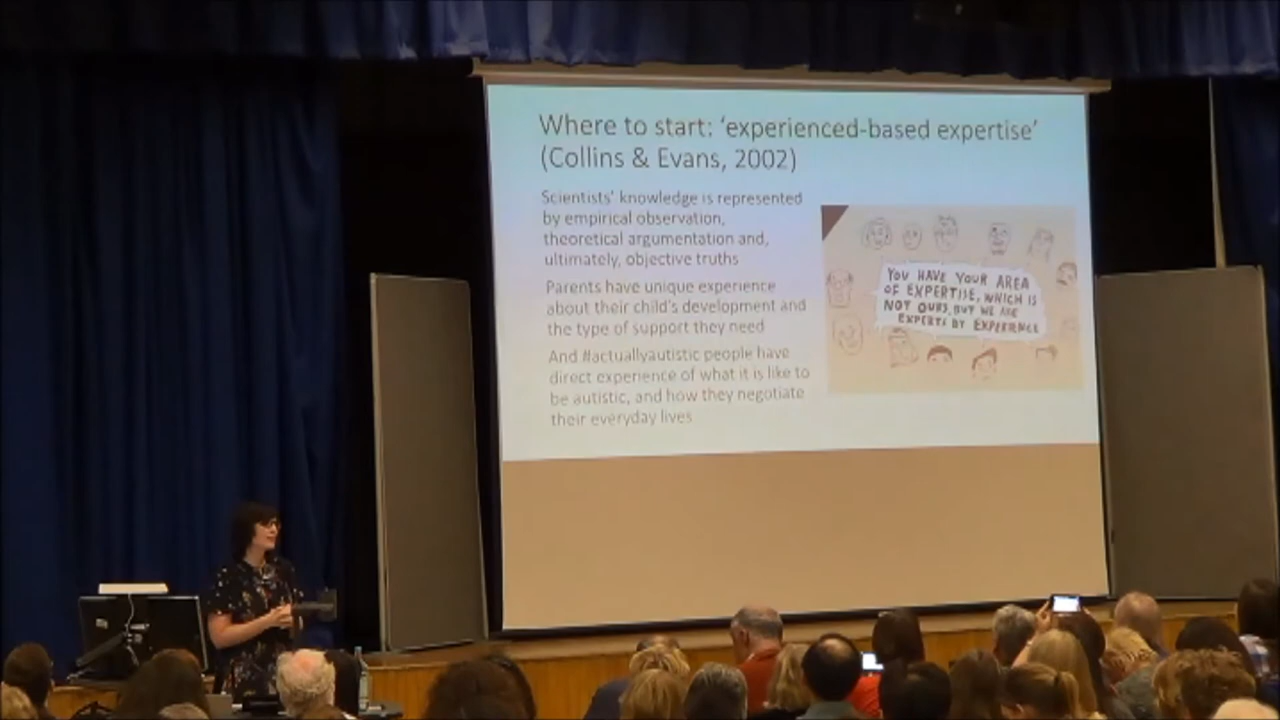 Where to start: ‘experienced-based expertise’
(Collins & Evans, 2002)
Scientists’ knowledge is represented
by empirical observation,
theoretical argumentation and,
ultimately, objective truths
Parents have unique experience
about their child’s development and
the type of support they need
And #actuallyautistic people have
direct experience of what it is like to
be autistic, and how they negotiate
their everyday lives
YOU HAVE YOUR AREA
OF EXPERTISE, WHICH IS
NOT OURS, BUT WE ARE
EXPERTS BY EXPERIENCE